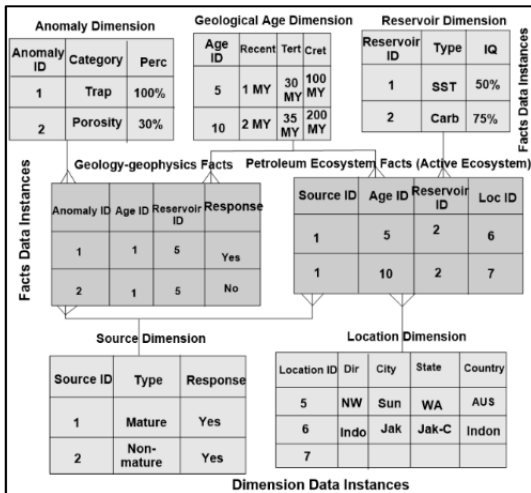 Anomaly Dimension
Anomaly ID Category Perc
1 Trap 100%
2 Porosity 30%
Geological Age Dimension
Age ID Recent Tert Cret
5 1 MY 30 MY 100 MY
10 2 MY 35 MY 200 MY
Reservoir Dimension
Reservoir ID Type IQ
1 SST 50%
2 Carb 75%
Facts Data Instances
Facts Data Instances
Geology-geophysics Facts
Anomaly ID Age ID Reservoir ID Response
1 1 5 Yes
2 1 5 No
Petroleum Ecosystem Facts (Active Ecosystem)
Source ID Age ID Reservoir ID Loc ID
1 5 2 6
1 10 2 7
Source Dimension
Source ID Type Response
1 Mature Yes
2 Non-mature Yes
Location Dimension
Location ID Dir City State Country
5 NW Sun WA AUS
6 Indo Jak Jak-C Indon
7
Dimension Data Instances